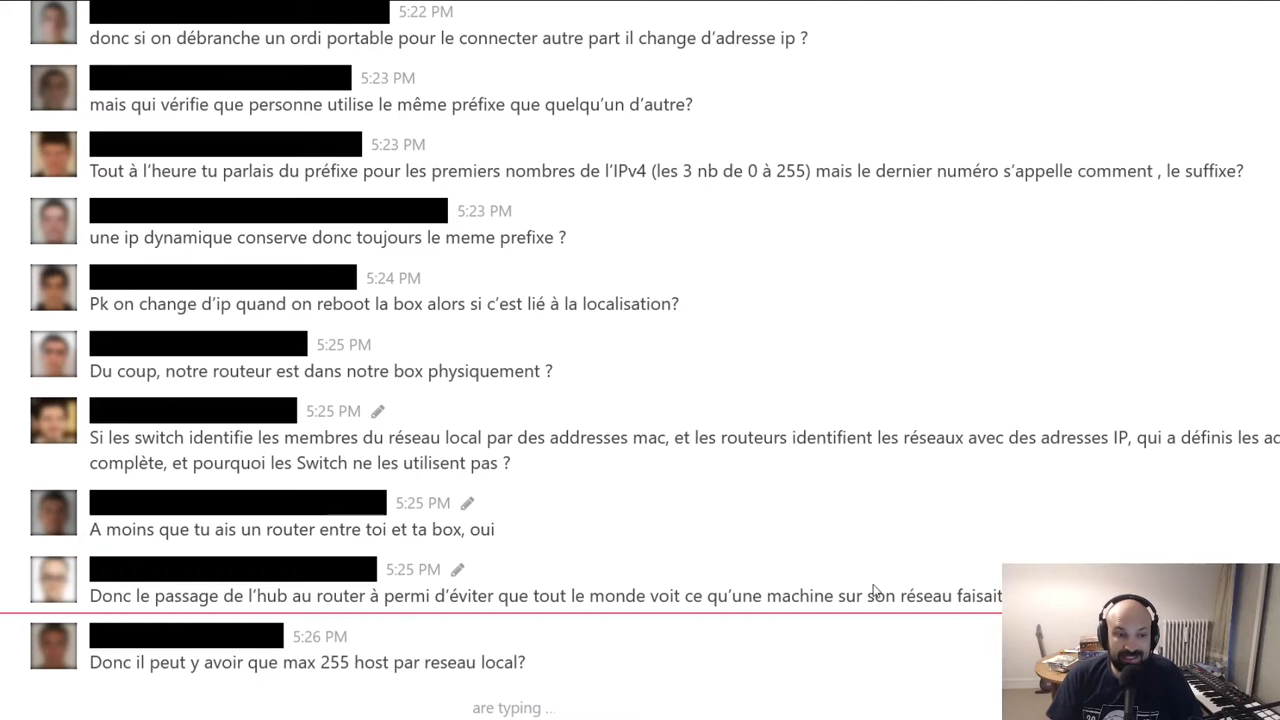 5:22 PM
donc si on débranche un ordi portable pour le connecter autre part il change d'adresse ip ?
5:23 PM
mais qui vérifie que personne utilise le même préfixe que quelqu'un d'autre?
5:23 PM
Tout à l'heure tu parlais du préfixe pour les premiers nombres de l'IPv4 (les 3 nb de 0 à 255) mais le dernier numéro s'appelle comment , le suffixe?
5:23 PM
une ip dynamique conserve donc toujours le meme prefixe ?
5:24 PM
Pk on change d'ip quand on reboot la box alors si c'est lié à la localisation?
5:25 PM
Du coup, notre routeur est dans notre box physiquement ?
5:25 PM
Si les switch identifie les membres du réseau local par des addresses mac, et les routeurs identifient les réseaux avec des adresses IP, qui a définis les
complète, et pourquoi les Switch ne les utilisent pas ?
5:25 PM
A moins que tu ais un router entre toi et ta box, oui
5:25 PM
Donc le passage de l'hub au router à permi d'éviter que tout le monde voit ce qu'une machine sur son réseau faisait
5:26 PM
Donc il peut y avoir que max 255 host par reseau local?
are typing ...